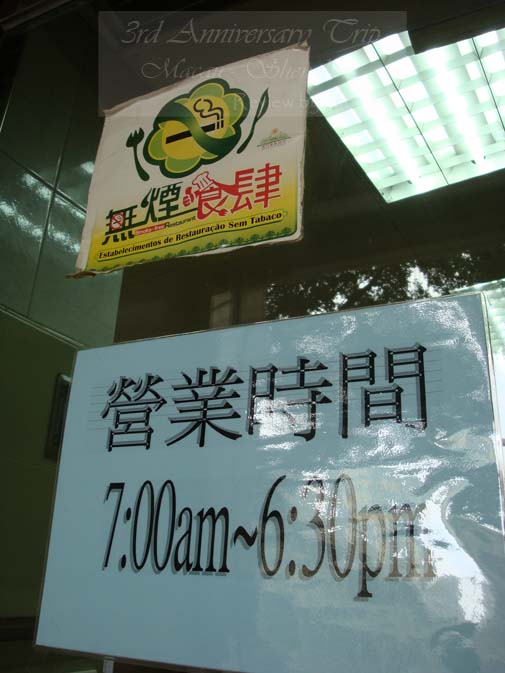 3rd Anniversary Trip
無煙食肆
Smoke-free Restaurant
Estabelecimentos de Restauração Sem Tabaco
營業時間
7:00am~6:30pm